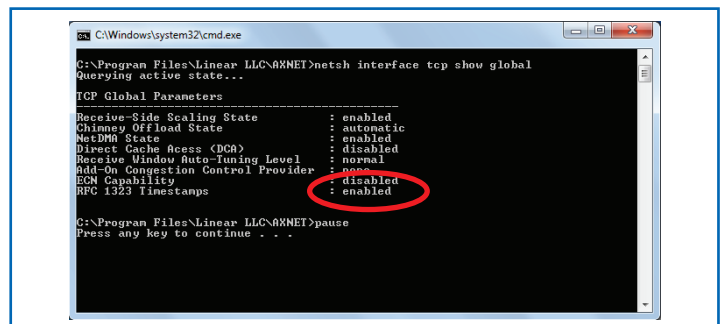 C:\Windows\system32\cmd.exe
C:\Program Files\Linear LLC\AXNET>netsh interface tcp show global
Querying active state...
TCP Global Parameters
----------------------------------------------
Receive-Side Scaling State : enabled
Chimney Offload State : automatic
NetDMA State : enabled
Direct Cache Acess (DCA) : disabled
Receive Window Auto-Tuning Level : normal
Add-On Congestion Control Provider : none
ECN Capability : disabled
RFC 1323 Timestamps : enabled
C:\Program Files\Linear LLC\AXNET>pause
Press any key to continue . . .